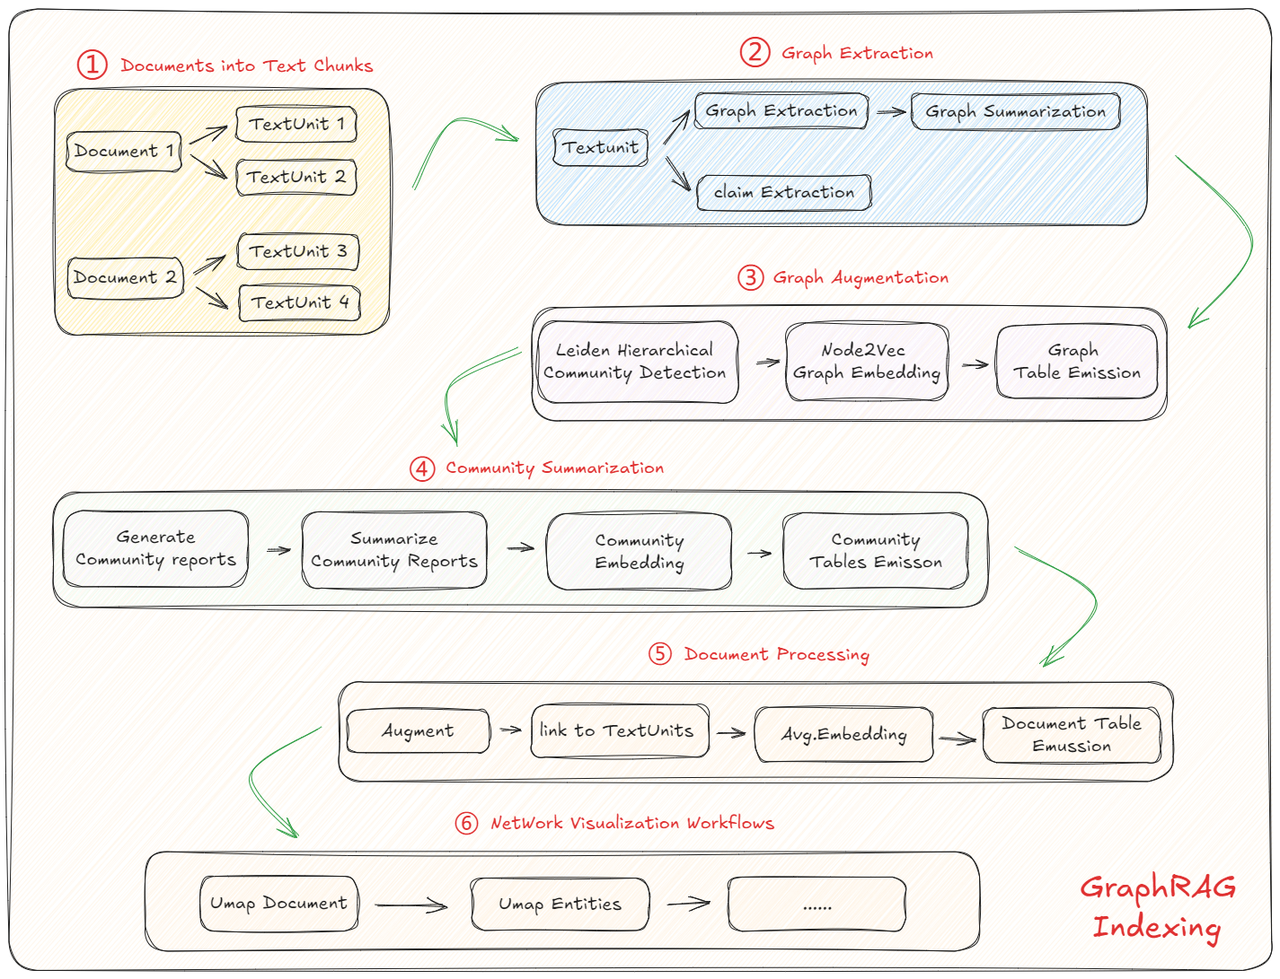 ① Documents into Text Chunks
Document 1
TextUnit 1
TextUnit 2
Document 2
TextUnit 3
TextUnit 4
② Graph Extraction
Textunit
Graph Extraction
Graph Summarization
claim Extraction
③ Graph Augmentation
Leiden Hierarchical
Community Detection
Node2Vec
Graph Embedding
Graph
Table Emission
④ Community Summarization
Generate
Community reports
Summarize
Community Reports
Community
Embedding
Community
Tables Emisson
⑤ Document Processing
Augment
link to TextUnits
Avg.Embedding
Document Table
Emussion
⑥ NetWork Visualization Workflows
Umap Document
Umap Entities
......
GraphRAG
Indexing